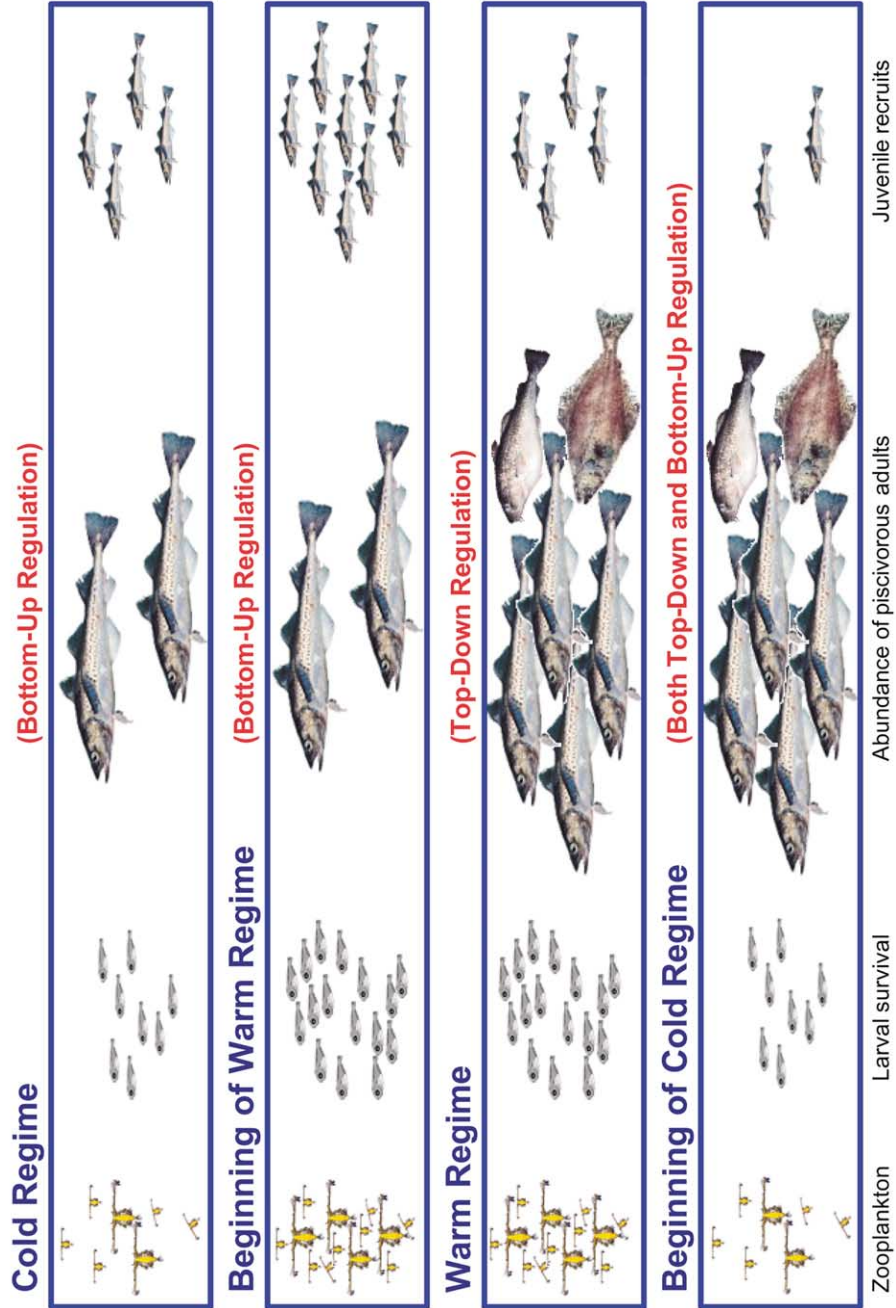 Cold Regime
(Bottom-Up Regulation)
Beginning of Warm Regime
(Bottom-Up Regulation)
Warm Regime
(Top-Down Regulation)
Beginning of Cold Regime
(Both Top-Down and Bottom-Up Regulation)
Zooplankton
Larval survival
Abundance of piscivorous adults
Juvenile recruits